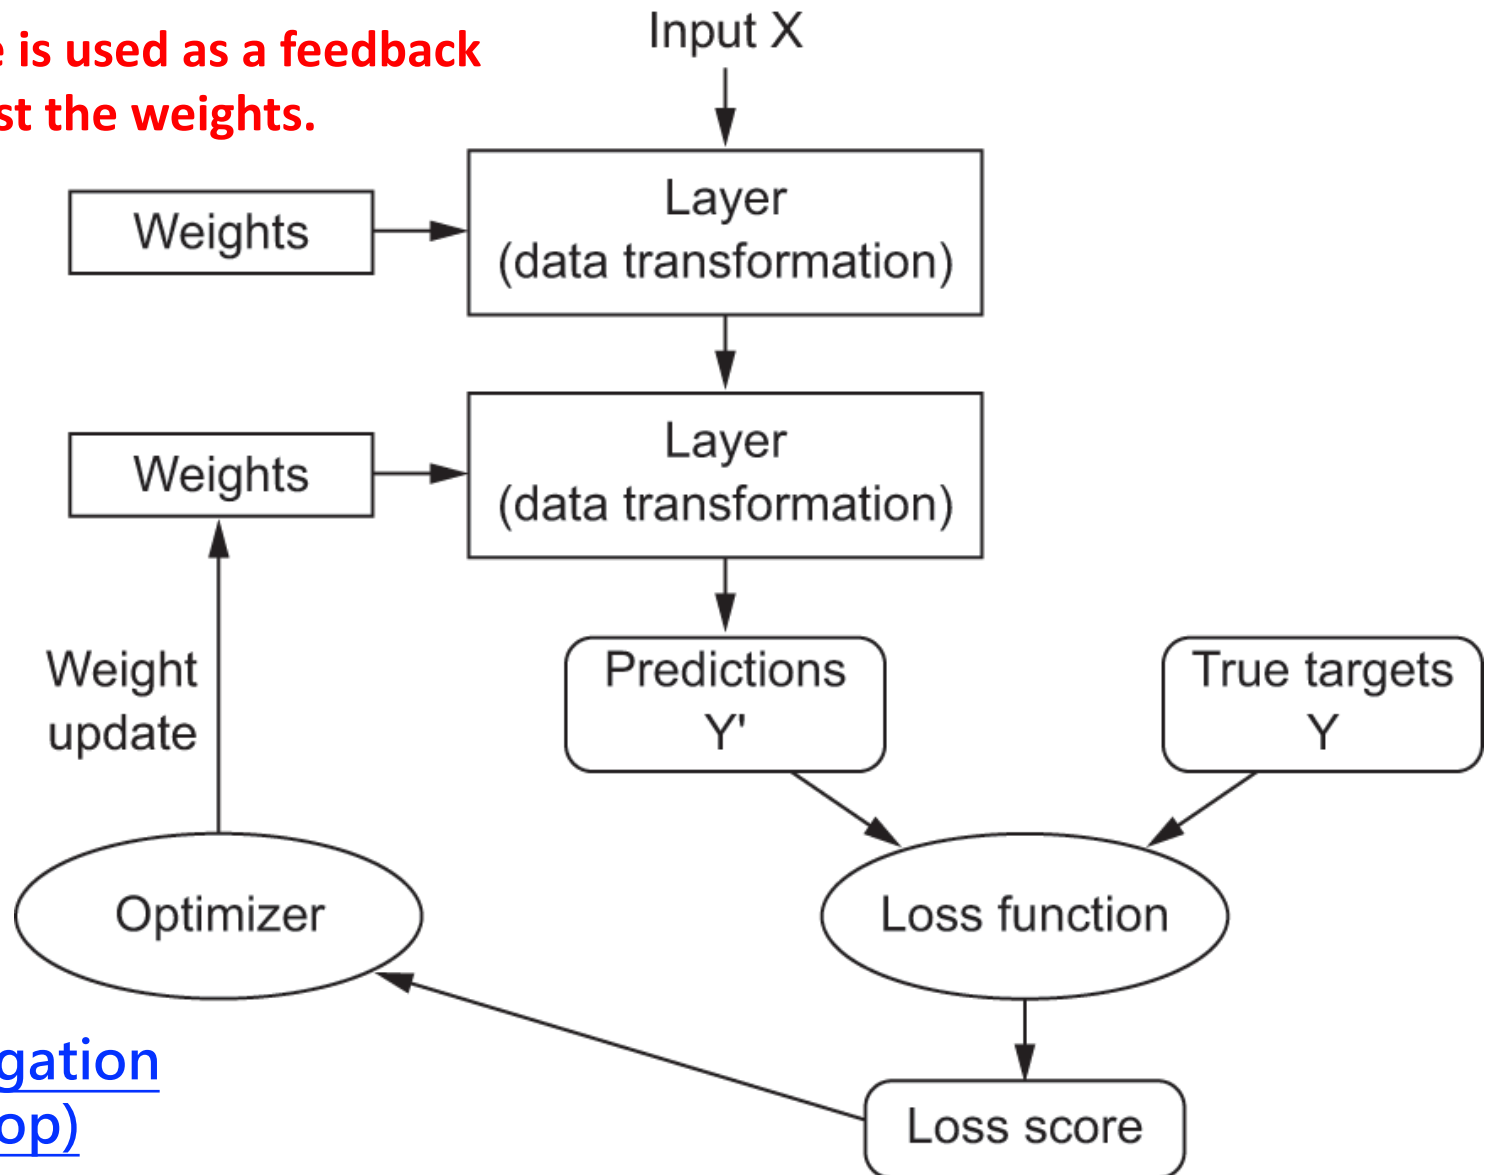 e is used as a feedback
st the weights.
Input X
Weights
Layer
(data transformation)
Weights
Layer
(data transformation)
Weight
update
Predictions
Y'
True targets
Y
Optimizer
Loss function
gation
op)
Loss score